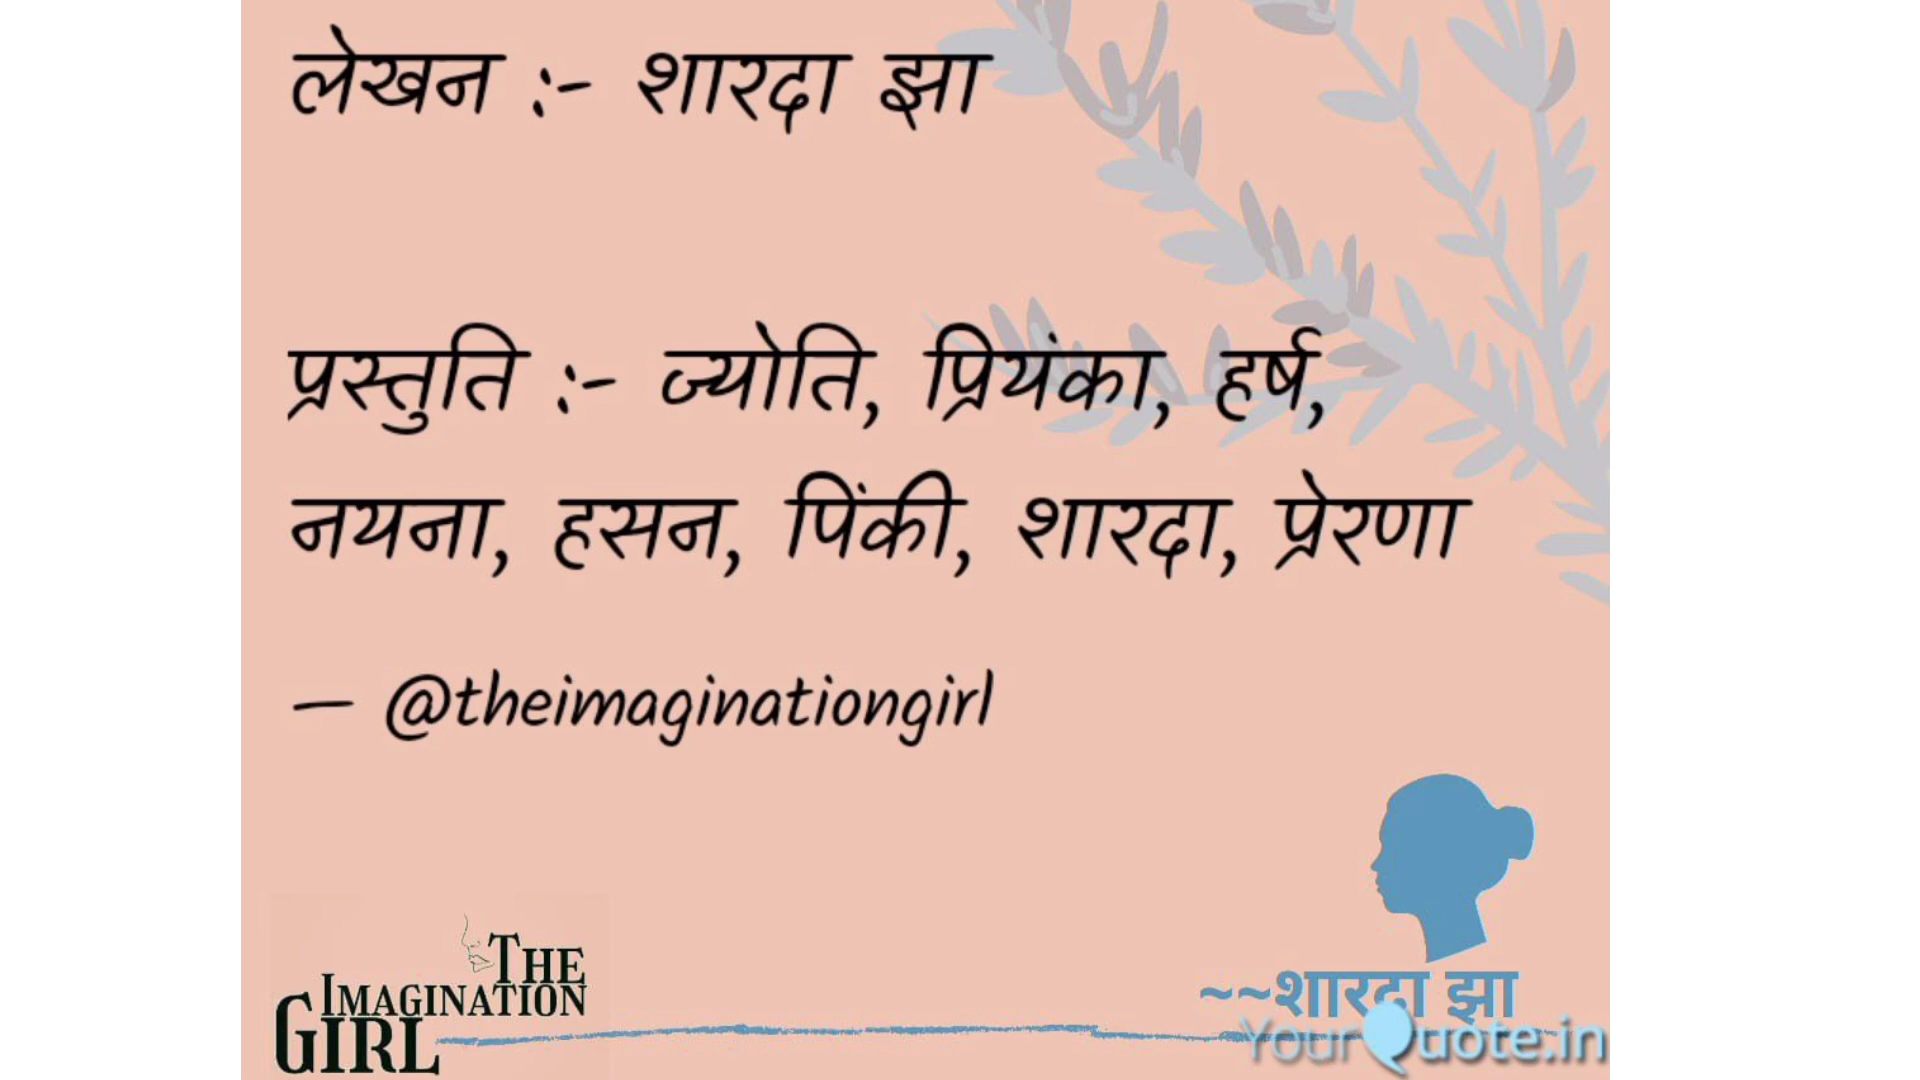 लेखन :- शारदा झा
प्रस्तुति :- ज्योति, प्रियंका, हर्ष,
नयना, हसन, पिंकी, शारदा, प्रेरणा
— @theimaginationgirl
THE
IMAGINATION
GIRL
~~शारदा झा
YourQuote.in